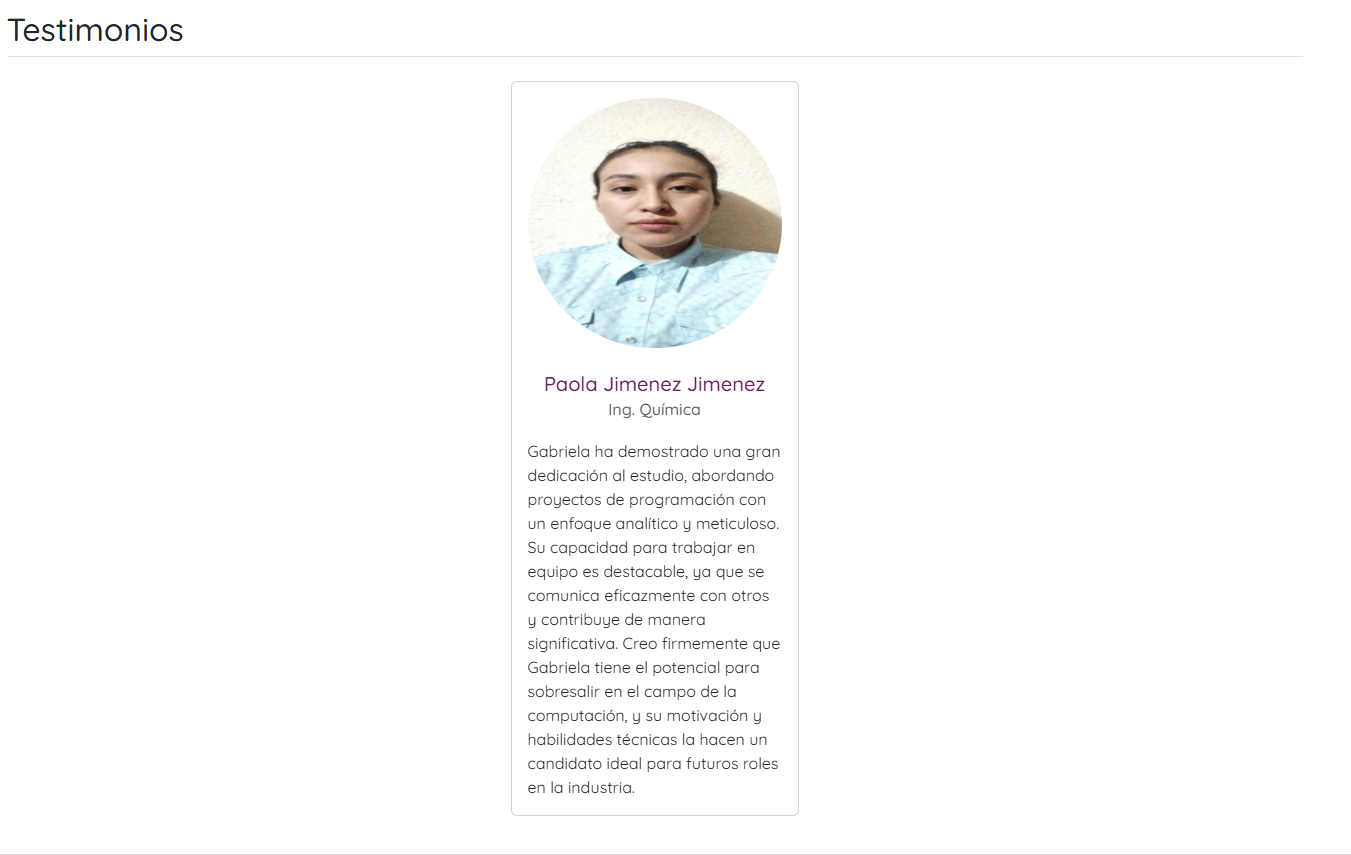 Testimonios
Paola Jimenez Jimenez
Ing. Química
Gabriela ha demostrado una gran
dedicación al estudio, abordando
proyectos de programación con
un enfoque analítico y meticuloso.
Su capacidad para trabajar en
equipo es destacable, ya que se
comunica eficazmente con otros
y contribuye de manera
significativa. Creo firmemente que
Gabriela tiene el potencial para
sobresalir en el campo de la
computación, y su motivación y
habilidades técnicas la hacen un
candidato ideal para futuros roles
en la industria.